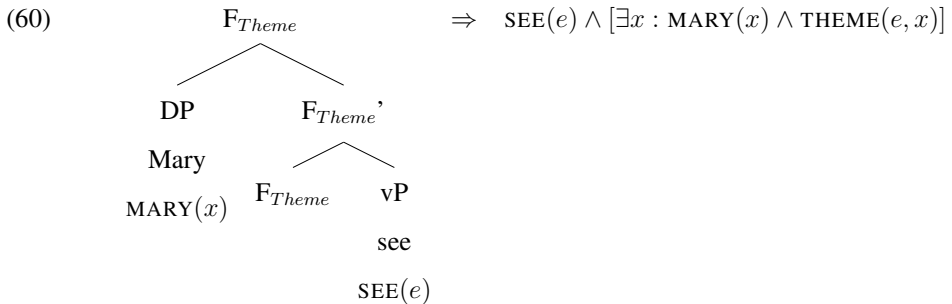 (60) F_Theme ⇒ SEE(e) ∧ [∃x : MARY(x) ∧ THEME(e, x)]
DP F_Theme’
Mary
MARY(x) F_Theme vP
see
SEE(e)